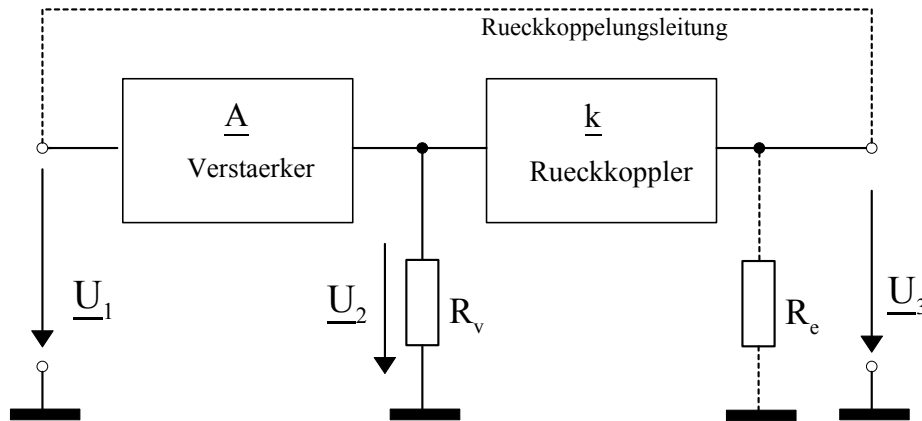 Rueckkoppelungsleitung
A
Verstaerker
k
Rueckkoppler
U1
U2
Rv
Re
U3